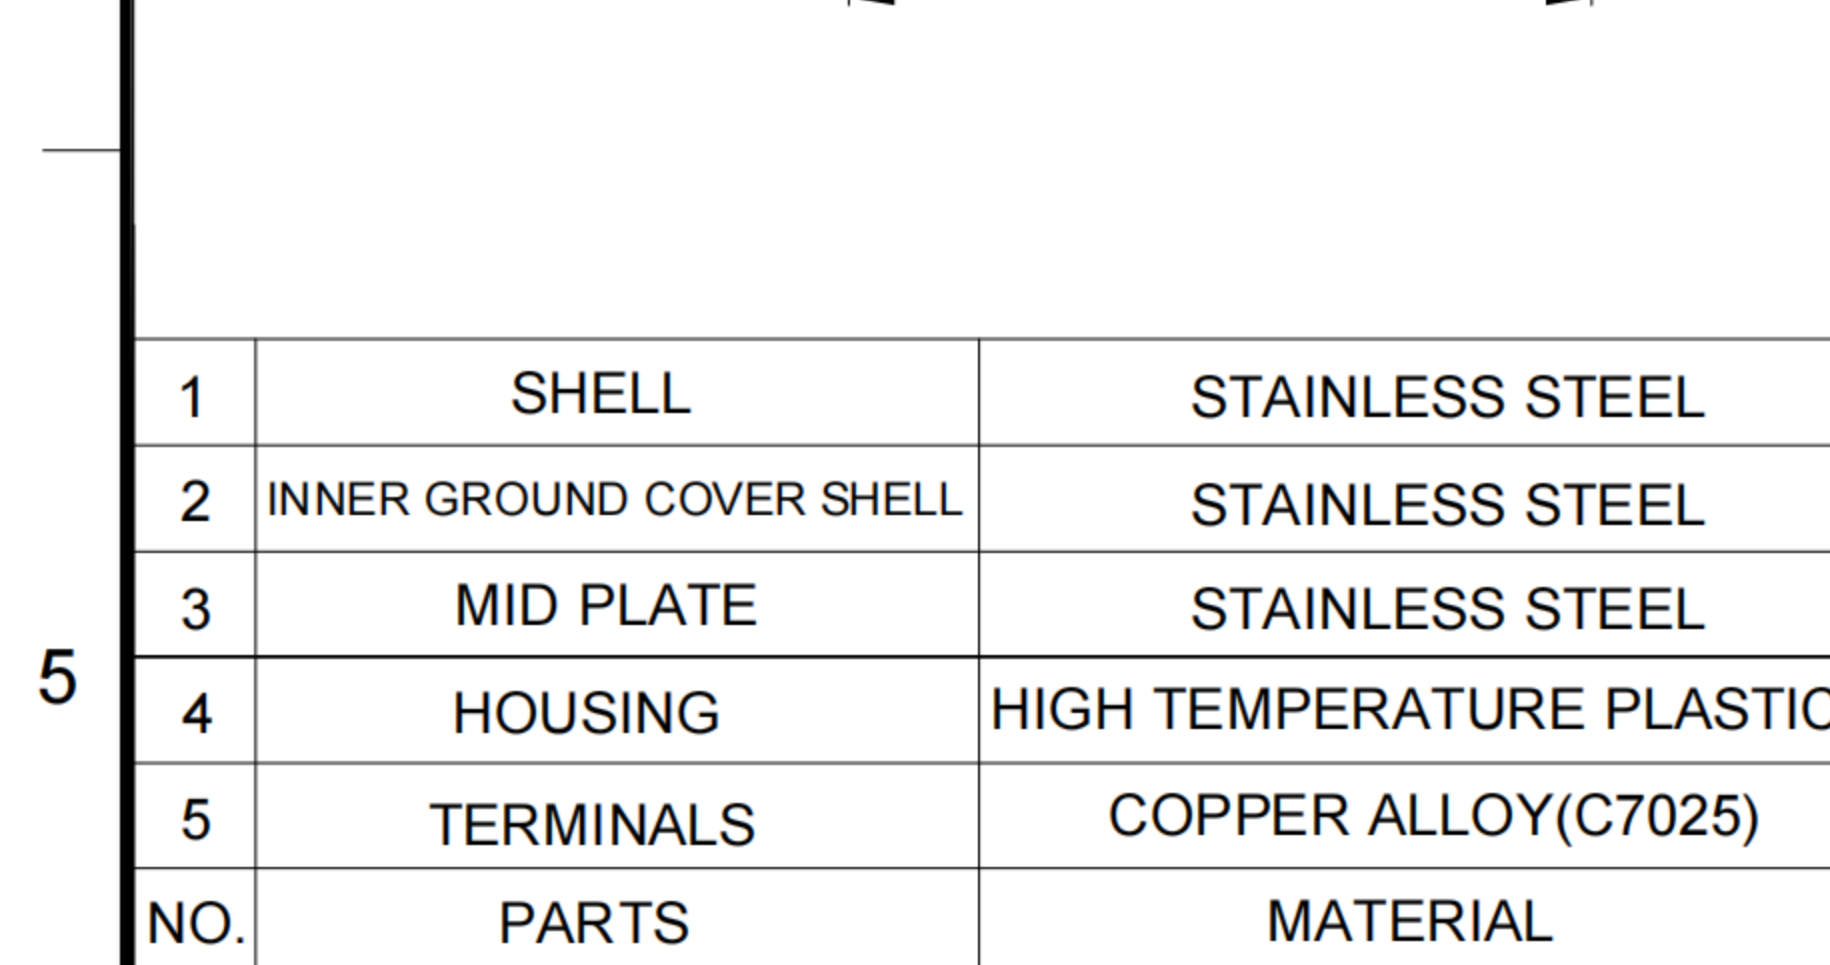 1 SHELL STAINLESS STEEL
2 INNER GROUND COVER SHELL STAINLESS STEEL
3 MID PLATE STAINLESS STEEL
5
4 HOUSING HIGH TEMPERATURE PLASTIC
5 TERMINALS COPPER ALLOY(C7025)
NO. PARTS MATERIAL